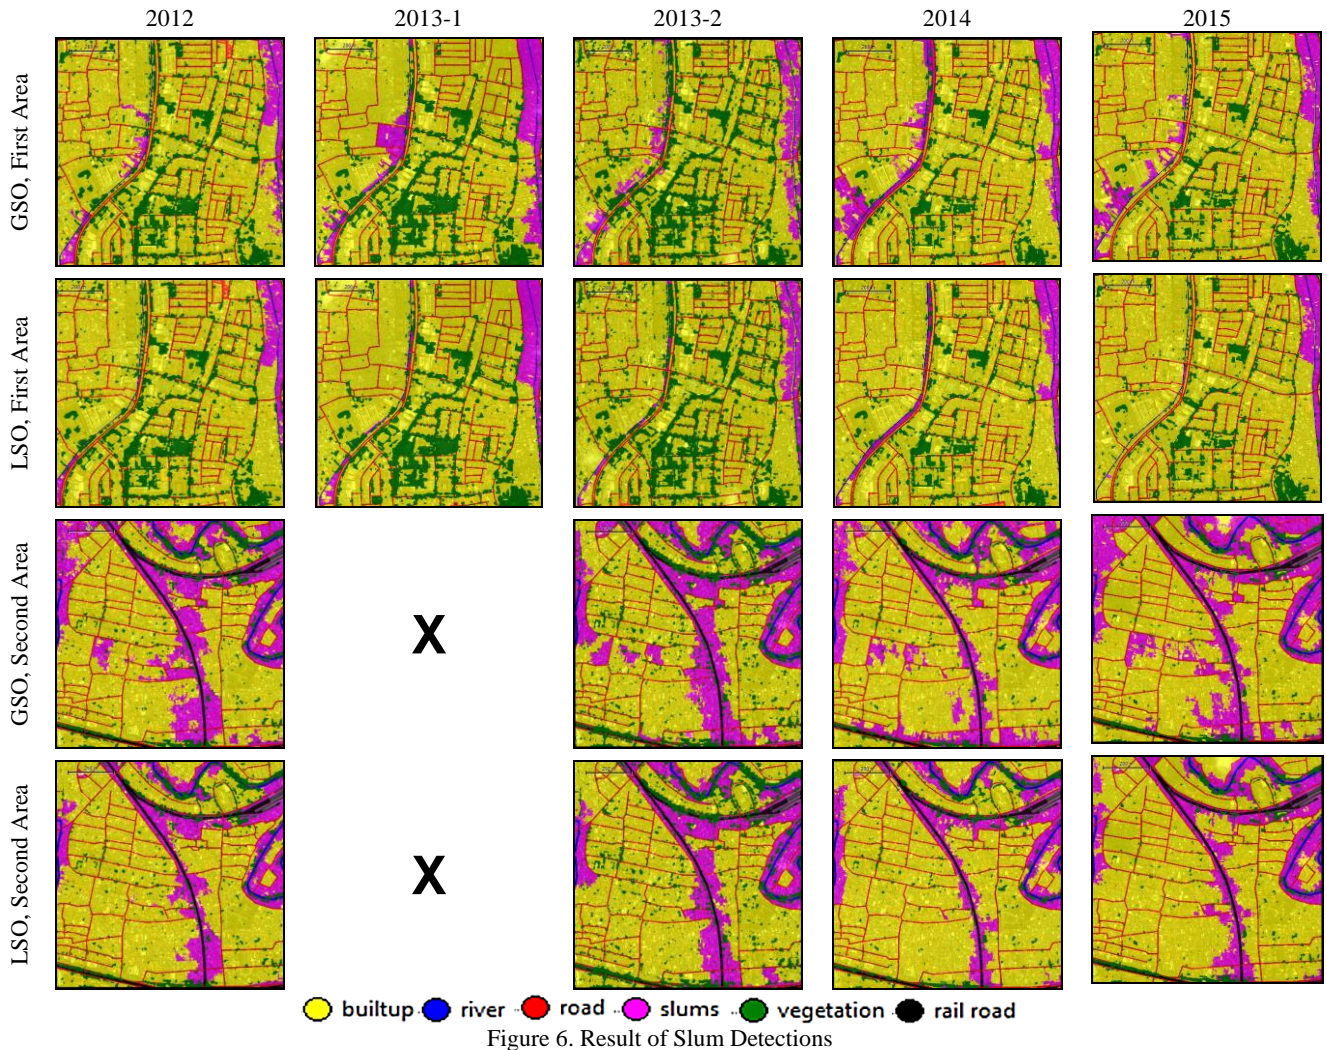 2012 2013-1 2013-2 2014 2015
GSO, First Area
LSO, First Area
GSO, Second Area
X
LSO, Second Area
X
builtup river road slums vegetation rail road
Figure 6. Result of Slum Detections